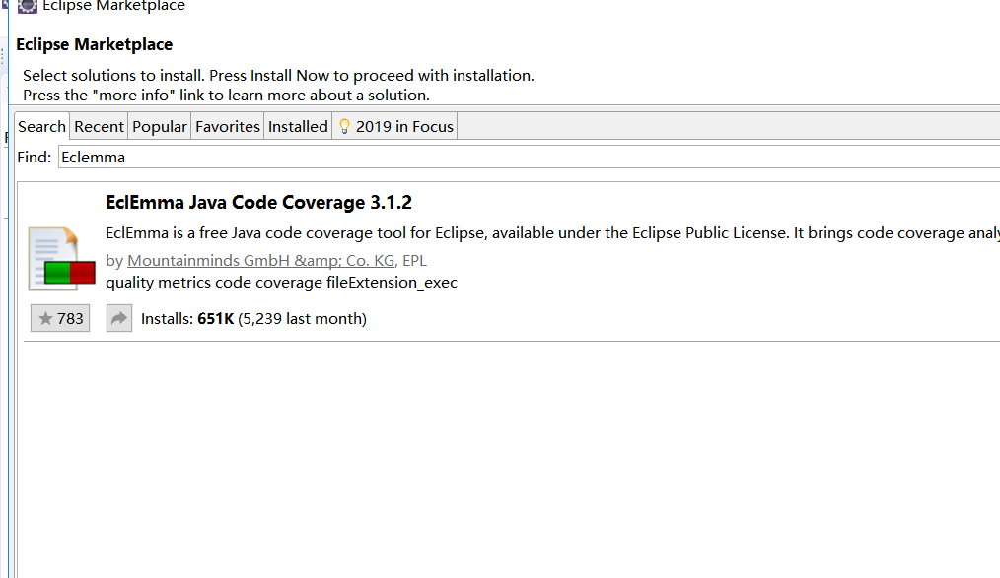 Eclipse Marketplace
Eclipse Marketplace
Select solutions to install. Press Install Now to proceed with installation.
Press the "more info" link to learn more about a solution.
Search Recent Popular Favorites Installed 2019 in Focus
Find: Eclemma
EclEmma Java Code Coverage 3.1.2
EclEmma is a free Java code coverage tool for Eclipse, available under the Eclipse Public License. It brings code coverage
by Mountainminds GmbH &amp; Co. KG, EPL
quality metrics code coverage fileExtension_exec
783 Installs: 651K (5,239 last month)